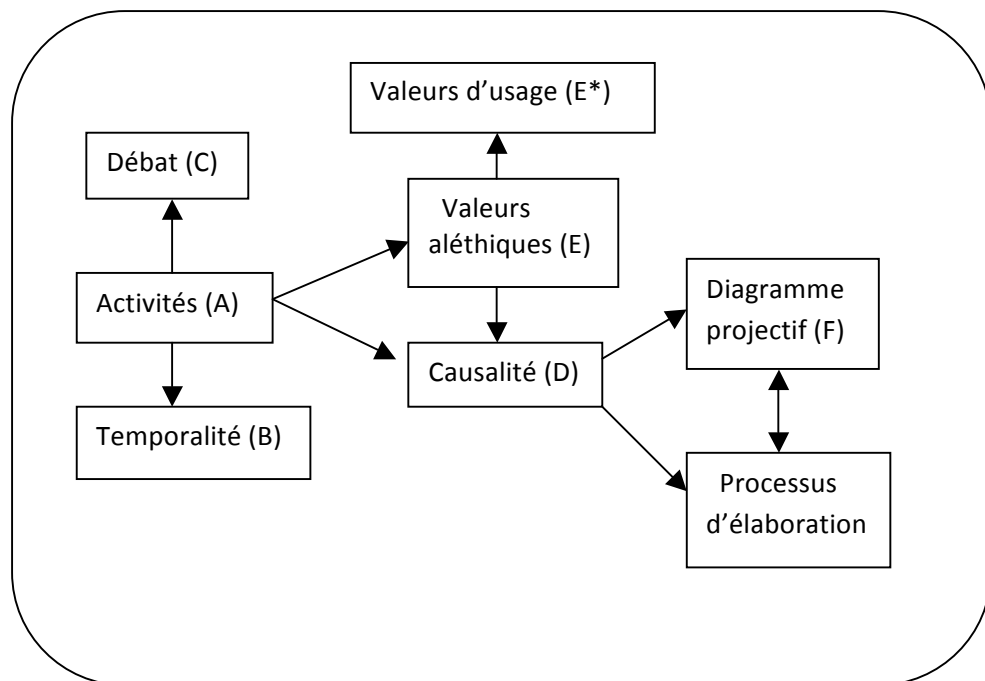 Valeurs d’usage (E*)
Débat (C)
Valeurs
aléthiques (E)
Activités (A)
Diagramme
projectif (F)
Causalité (D)
Temporalité (B)
Processus
d’élaboration